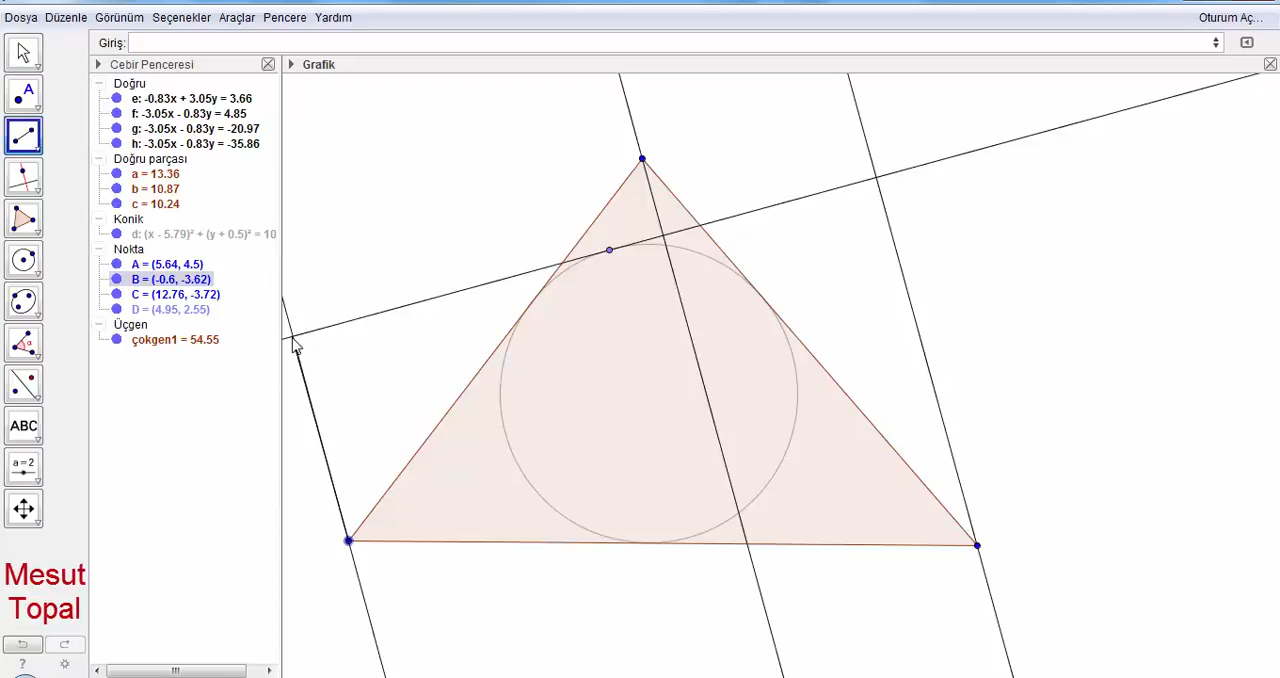 Dosya Düzenle Görünüm Seçenekler Araçlar Pencere Yardım Oturum Aç...
Giriş:
Cebir Penceresi Grafik
Doğru
e: -0.83x + 3.05y = 3.66
f: -3.05x - 0.83y = 4.85
g: -3.05x - 0.83y = -20.97
h: -3.05x - 0.83y = -35.86
Doğru parçası
a = 13.36
b = 10.87
c = 10.24
Konik
d: (x - 5.79)² + (y + 0.5)² = 10
Nokta
A = (5.64, 4.5)
B = (-0.6, -3.62)
C = (12.76, -3.72)
D = (4.95, 2.55)
Üçgen
çokgen1 = 54.55
A
α
ABC
a=2
Mesut
Topal
?